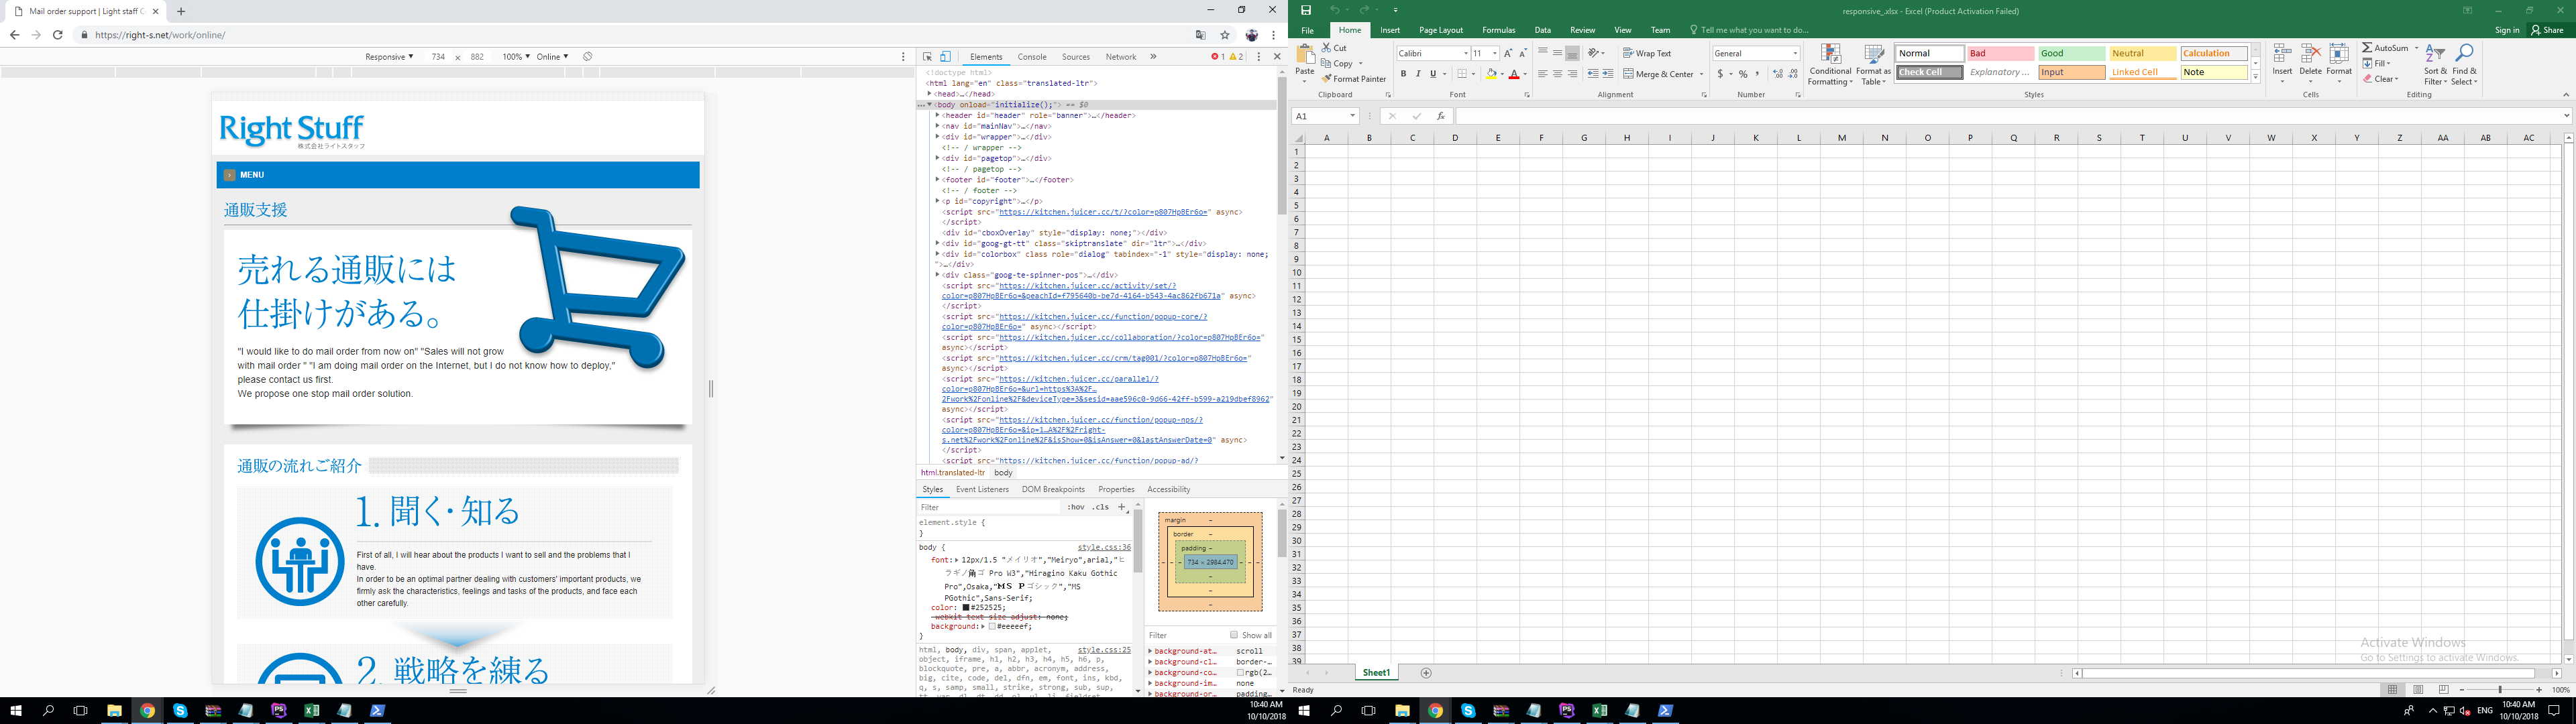 Mail order support | Light staff C
https://right-s.net/work/online/
Responsive 734 × 882 100% Online
Right Stuff
株式会社ライトスタッフ
MENU
通販支援
売れる通販には
仕掛けがある。
"I would like to do mail order from now on" "Sales will not grow
with mail order " "I am doing mail order on the Internet, but I do not know how to deploy,"
please contact us first.
We propose one stop mail order solution.
通販の流れご紹介
1. 聞く・知る
First of all, I will hear about the products I want to sell and the problems that I
have.
In order to be an optimal partner dealing with customers' important products, we
firmly ask the characteristics, feelings and tasks of the products, and face each
other carefully.
2. 戦略を練る
Elements Console Sources Network » 1 2
<!doctype html>
<html lang="en" class="translated-ltr">
<head>…</head>
… <body onload="initialize();"> == $0
<header id="header" role="banner">…</header>
<nav id="mainNav">…</nav>
<div id="wrapper">…</div>
<!-- / wrapper -->
<div id="pagetop">…</div>
<!-- / pagetop -->
<footer id="footer">…</footer>
<!-- / footer -->
<p id="copyright">…</p>
<script src="https://kitchen.juicer.cc/t/?color=p807Hp8Er6o=" async>
</script>
<div id="cboxOverlay" style="display: none;"></div>
<div id="goog-gt-tt" class="skiptranslate" dir="ltr">…</div>
<div id="colorbox" class role="dialog" tabindex="-1" style="display: none;
">…</div>
<div class="goog-te-spinner-pos">…</div>
<script src="https://kitchen.juicer.cc/activity/set/?
color=p807Hp8Er6o=&peachId=f795640b-be7d-4164-b543-4ac862fb671a" async>
</script>
<script src="https://kitchen.juicer.cc/function/popup-core/?
color=p807Hp8Er6o=" async></script>
<script src="https://kitchen.juicer.cc/collaboration/?color=p807Hp8Er6o="
async></script>
<script src="https://kitchen.juicer.cc/crm/tag001/?color=p807Hp8Er6o="
async></script>
<script src="https://kitchen.juicer.cc/parallel/?
color=p807Hp8Er6o=&url=https%3A%2F…
2Fwork%2Fonline%2F&deviceType=3&sesid=aae596c0-9d66-42ff-b599-a219dbef8962"
async></script>
<script src="https://kitchen.juicer.cc/function/popup-nps/?
color=p807Hp8Er6o=&ip=1…A%2F%2Fright-
s.net%2Fwork%2Fonline%2F&isShow=0&isAnswer=0&lastAnswerDate=0" async>
</script>
<script src="https://kitchen.juicer.cc/function/popup-ad/?
html.translated-ltr body
Styles Event Listeners DOM Breakpoints Properties Accessibility
Filter :hov .cls +
element.style {
}
body { style.css:36
font: 12px/1.5 "メイリオ","Meiryo",arial,"ヒ
ラギノ角ゴ Pro W3","Hiragino Kaku Gothic
Pro",Osaka,"ＭＳ Ｐゴシック","MS
PGothic",Sans-Serif;
color: #252525;
-webkit-text-size-adjust: none;
background: #eeeeef;
}
html, body, div, span, applet, style.css:25
object, iframe, h1, h2, h3, h4, h5, h6, p,
blockquote, pre, a, abbr, acronym, address,
big, cite, code, del, dfn, em, font, ins, kbd,
q, s, samp, small, strike, strong, sub, sup,
margin –
border –
padding –
734 × 2984.470
Filter Show all
background-at… scroll
background-cl… border-…
background-co… rgb(2…
background-im… none
background-or… padding…
10:40 AM
10/10/2018
responsive_.xlsx - Excel (Product Activation Failed)
File Home Insert Page Layout Formulas Data Review View Team Tell me what you want to do... Sign in Share
Paste Cut Copy Format Painter
Clipboard
Calibri 11
B I U
Font
Wrap Text
Merge & Center
Alignment
General
$ % ,
Number
Conditional Formatting Format as Table
Normal Bad Good Neutral Calculation
Check Cell Explanatory ... Input Linked Cell Note
Styles
Insert Delete Format
Cells
AutoSum Fill Clear
Sort & Filter Find & Select
Editing
A1 fx
A B C D E F G H I J K L M N O P Q R S T U V W X Y Z AA AB AC
1
2
3
4
5
6
7
8
9
10
11
12
13
14
15
16
17
18
19
20
21
22
23
24
25
26
27
28
29
30
31
32
33
34
35
36
37
38
39
Activate Windows
Go to Settings to activate Windows.
Sheet1
Ready
100%
ENG
10:40 AM
10/10/2018